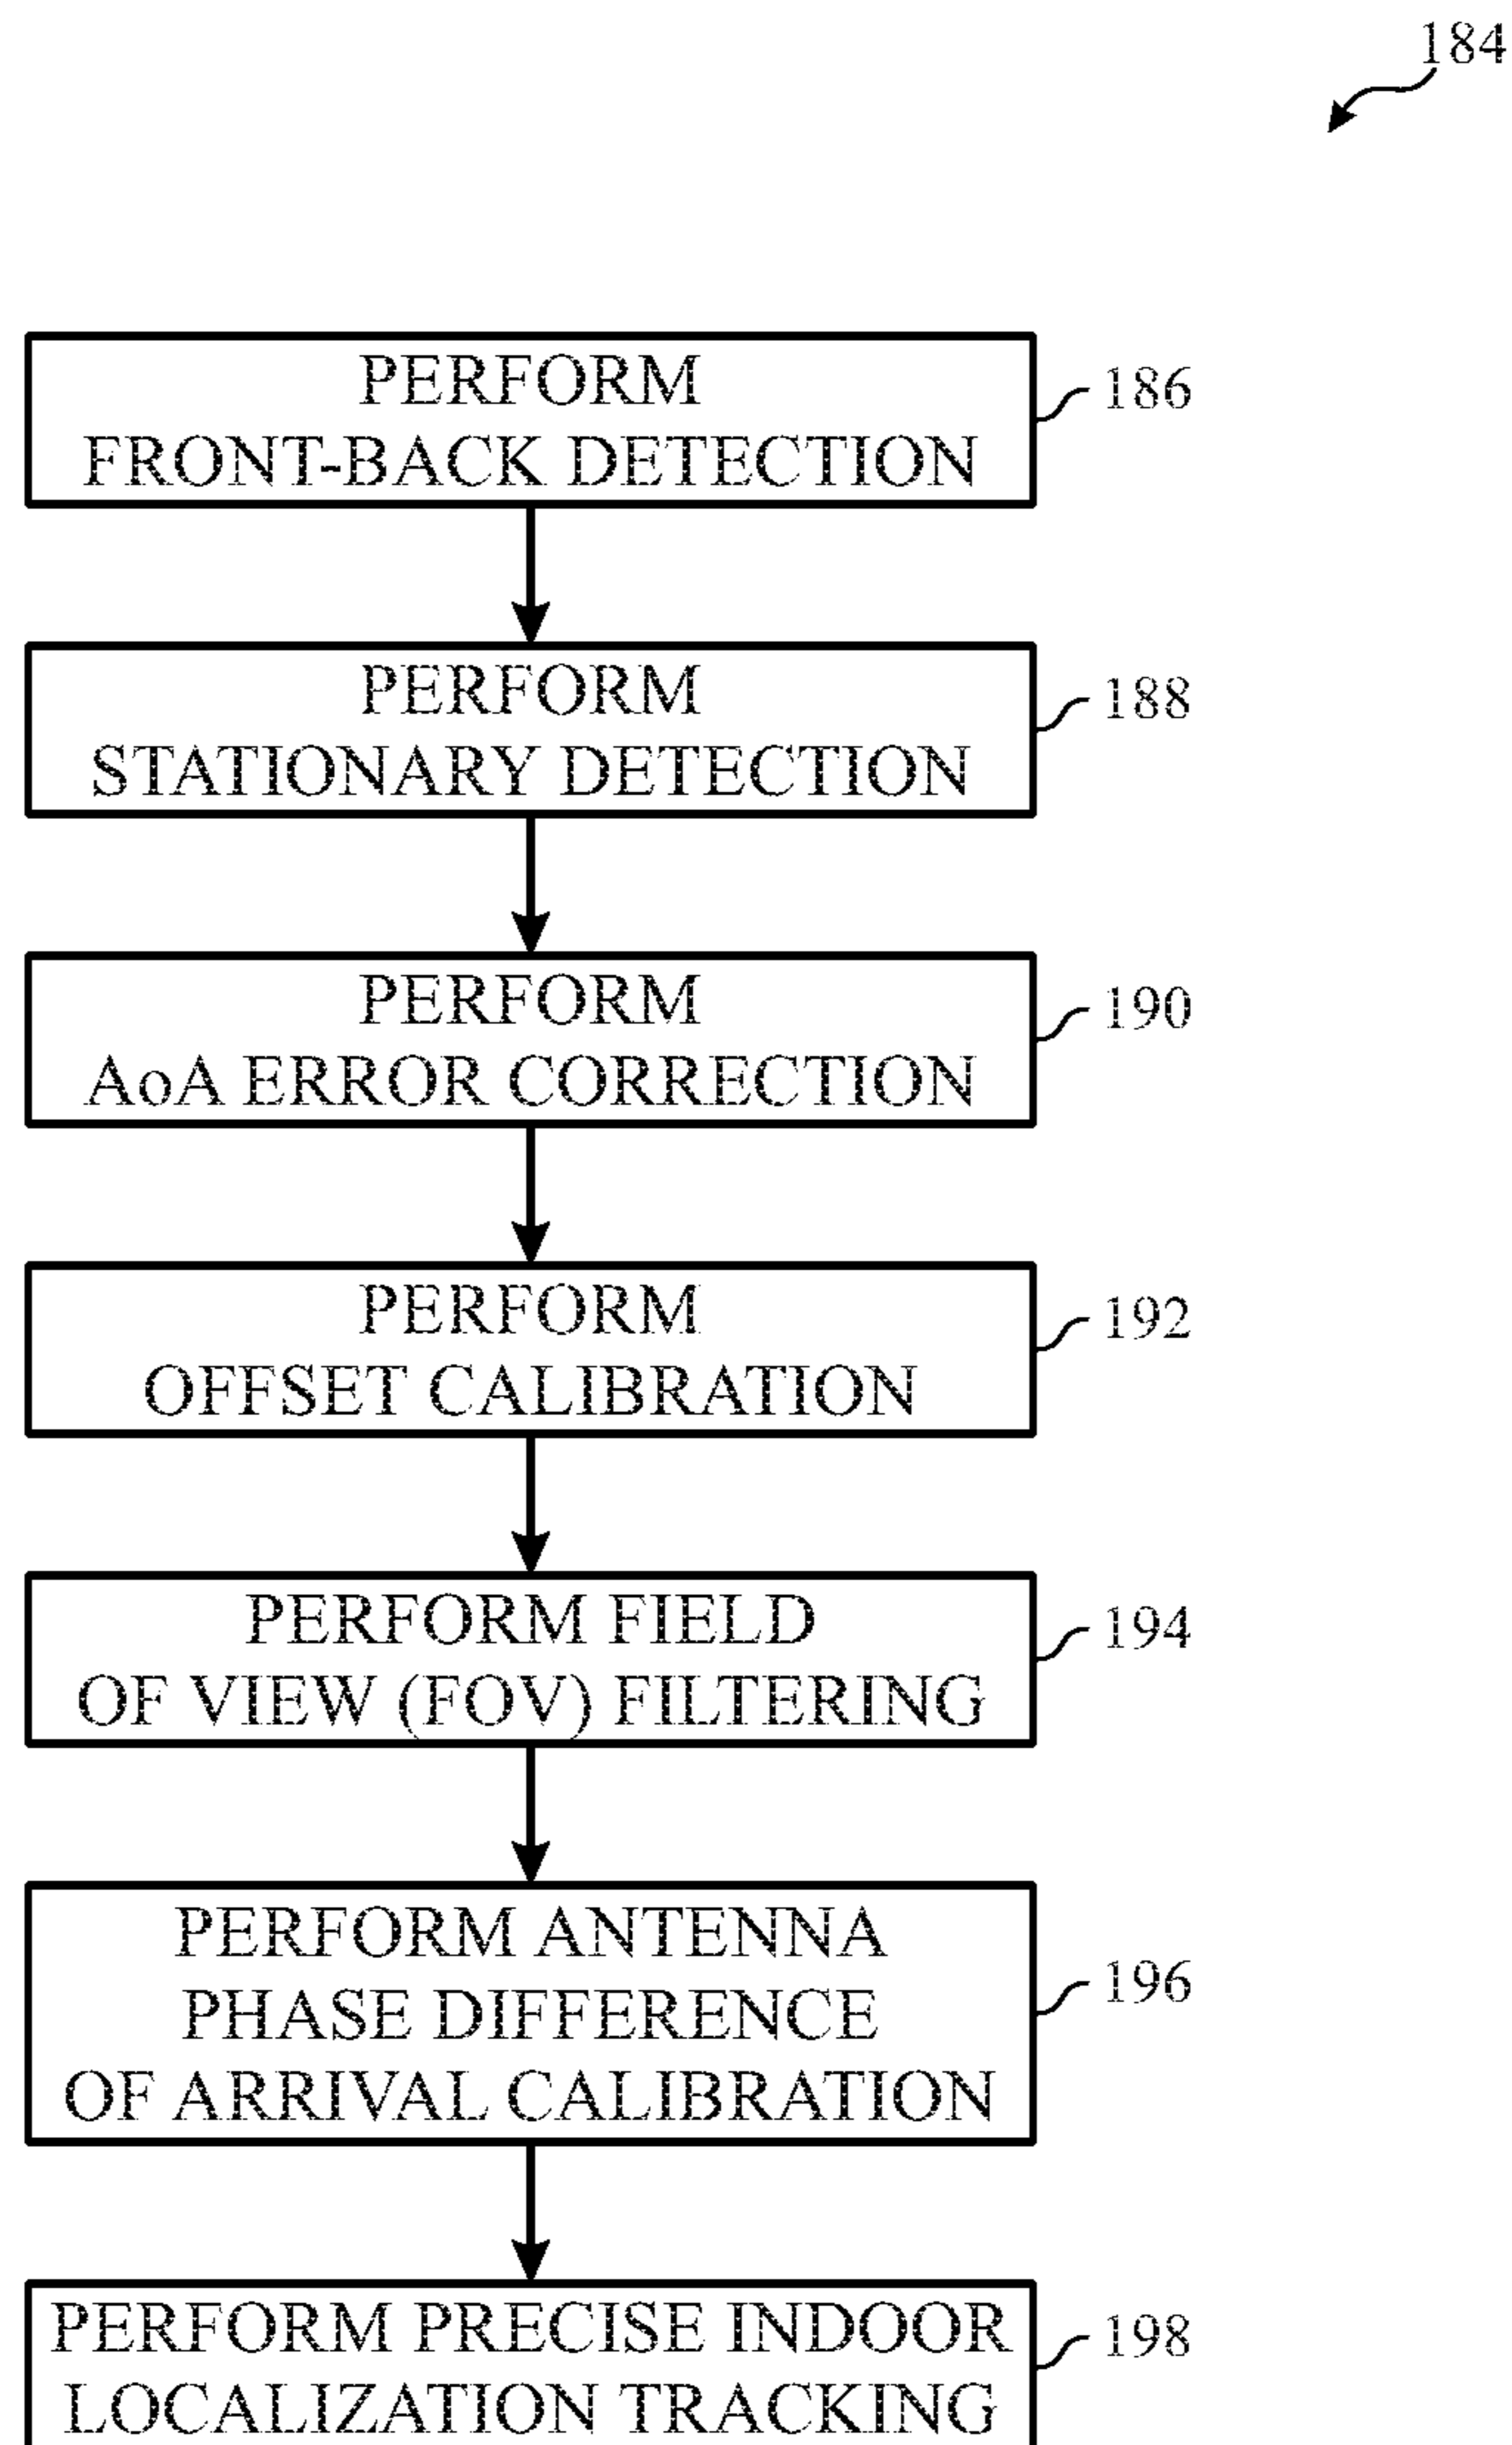 184
PERFORM
FRONT-BACK DETECTION
186
PERFORM
STATIONARY DETECTION
188
PERFORM
AoA ERROR CORRECTION
190
PERFORM
OFFSET CALIBRATION
192
PERFORM FIELD
OF VIEW (FOV) FILTERING
194
PERFORM ANTENNA
PHASE DIFFERENCE
OF ARRIVAL CALIBRATION
196
PERFORM PRECISE INDOOR
LOCALIZATION TRACKING
198